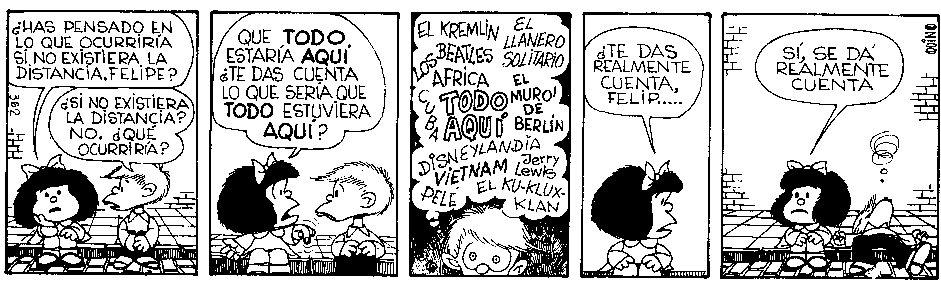 ¿HAS PENSADO EN
LO QUE OCURRIRÍA
SI NO EXISTIERA LA
DISTANCIA, FELIPE?
¿SI NO EXISTIERA
LA DISTANCIA?
NO. ¿QUÉ
OCURRIRÍA?
362
QUE TODO
ESTARÍA AQUÍ
¿TE DAS CUENTA
LO QUE SERÍA QUE
TODO ESTUVIERA
AQUÍ?
EL KREMLÍN
EL LLANERO SOLITARIO
LOS BEATLES
AFRICA
CUBA
TODO AQUÍ
EL MURO DE BERLÍN
DISNEYLANDIA
VIETNAM
Jerry Lewis
PELE
EL KU-KLUX-KLAN
¿TE DAS
REALMENTE
CUENTA,
FELIP.....
SÍ, SE DA
REALMENTE
CUENTA
QUINO